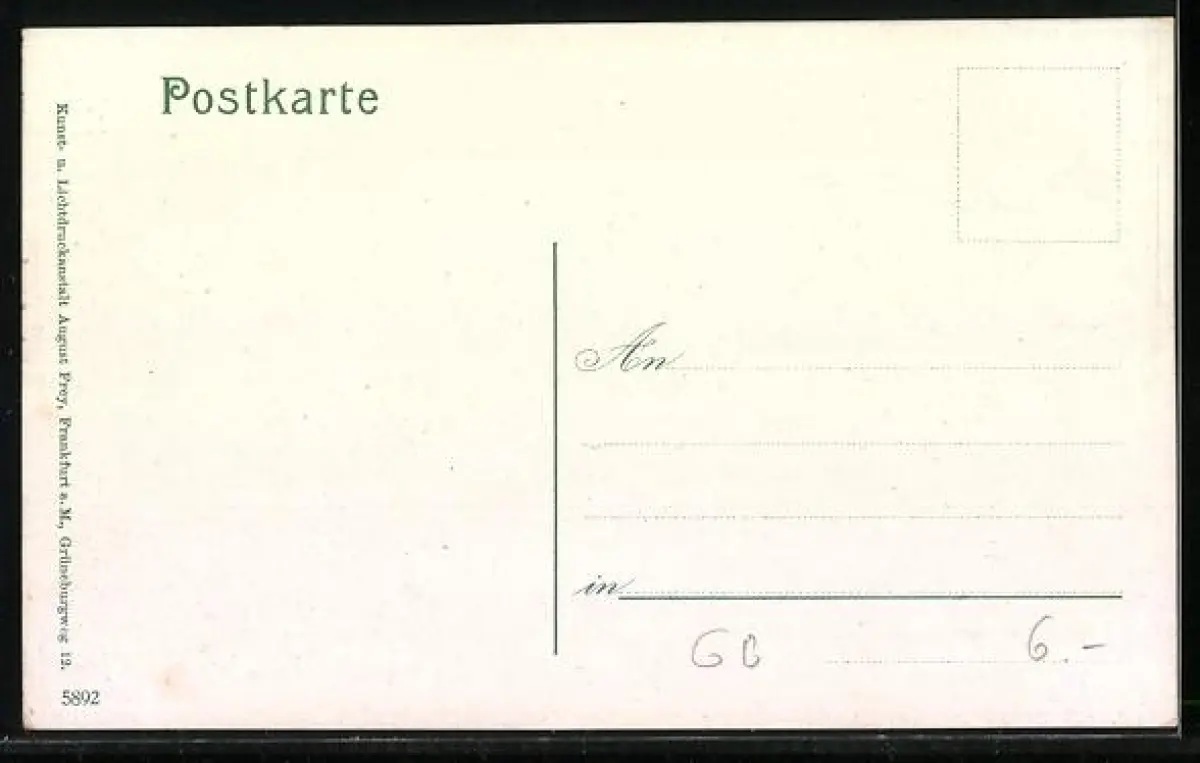 Postkarte
Kunst- u. Lichtdruckanstalt August Frey, Frankfurt a. M., Grüneburgweg 12.
An
in
GB 6.-
5892